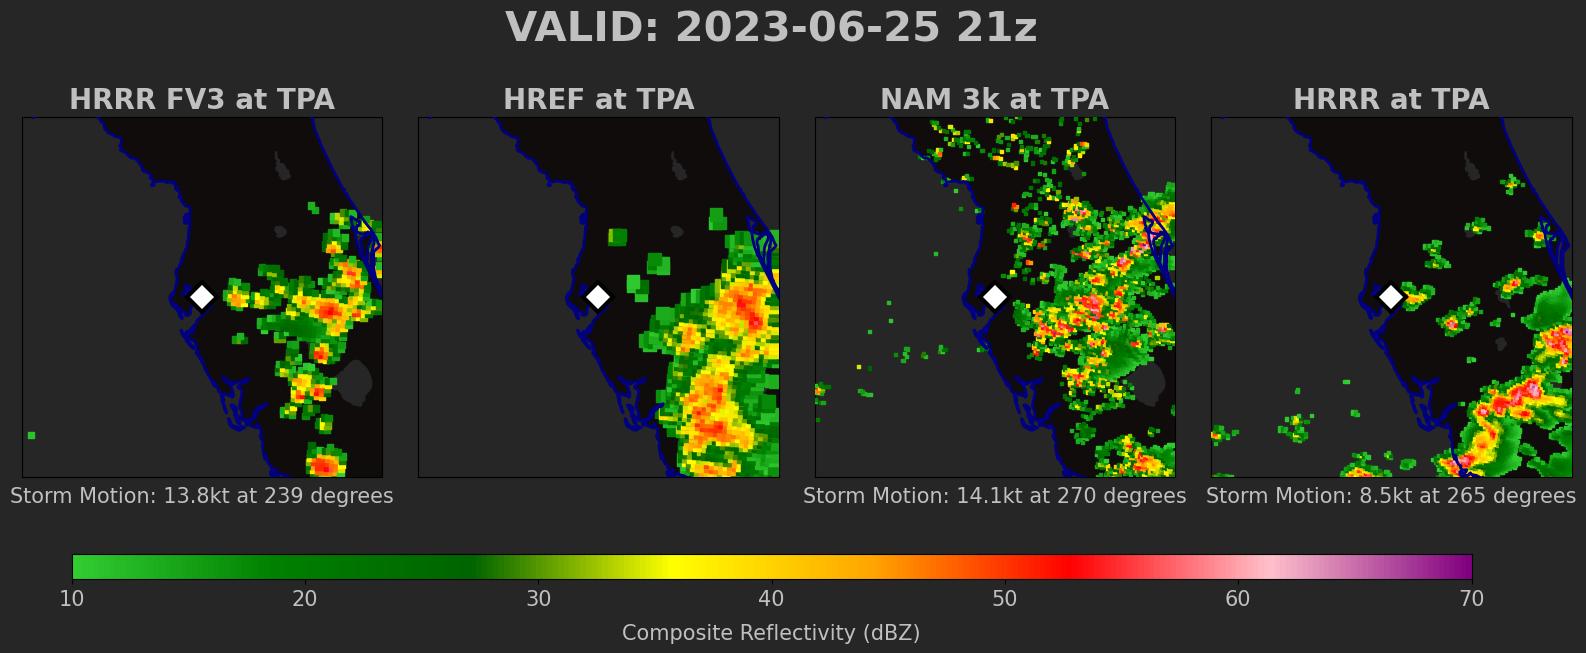 VALID: 2023-06-25 21z
HRRR FV3 at TPA
HREF at TPA
NAM 3k at TPA
HRRR at TPA
Storm Motion: 13.8kt at 239 degrees
Storm Motion: 14.1kt at 270 degrees
Storm Motion: 8.5kt at 265 degrees
10 20 30 40 50 60 70
Composite Reflectivity (dBZ)